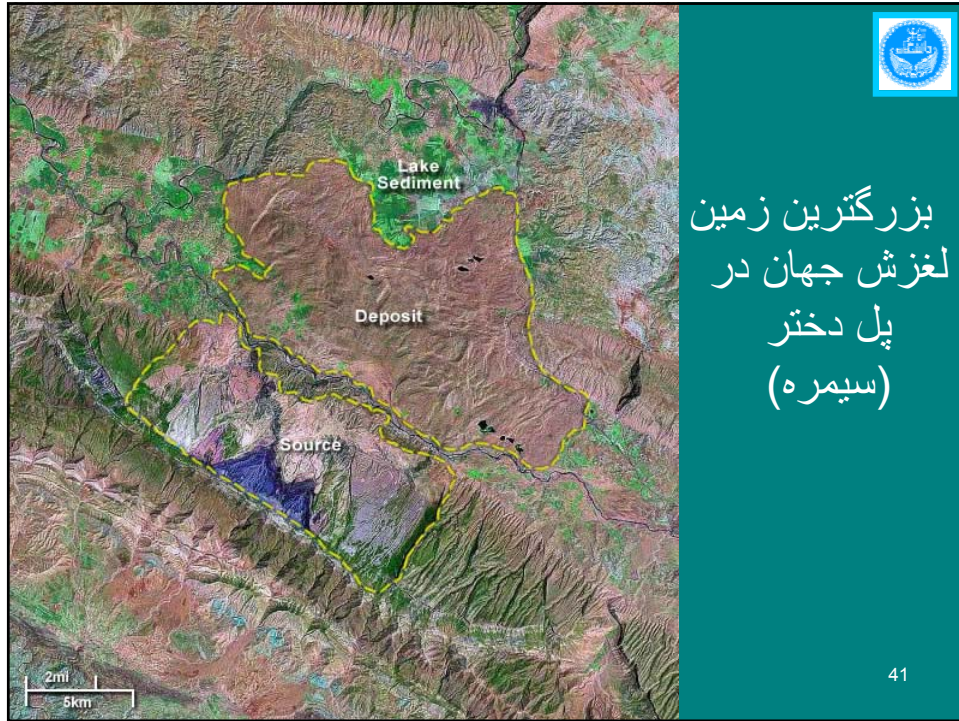 Lake
Sediment
Deposit
Source
2mi
5km
بزرگترین زمین
لغزش جهان در
پل دختر
(سیمره)
41